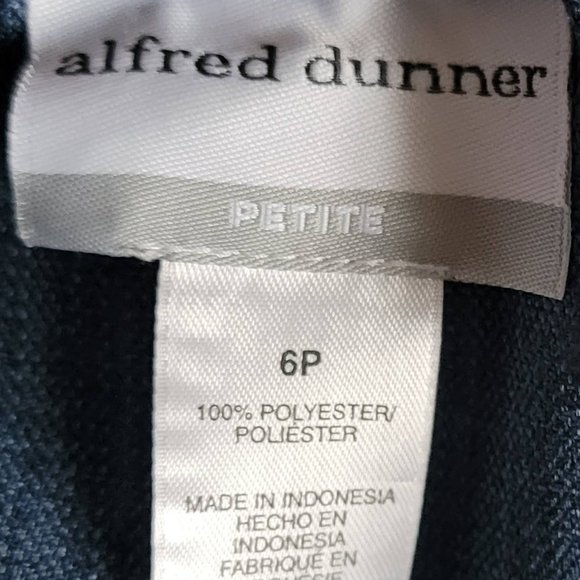 alfred dunner
PETITE
6P
100% POLYESTER/
POLIÉSTER
MADE IN INDONESIA
HECHO EN
INDONESIA
FABRIQUÉ EN